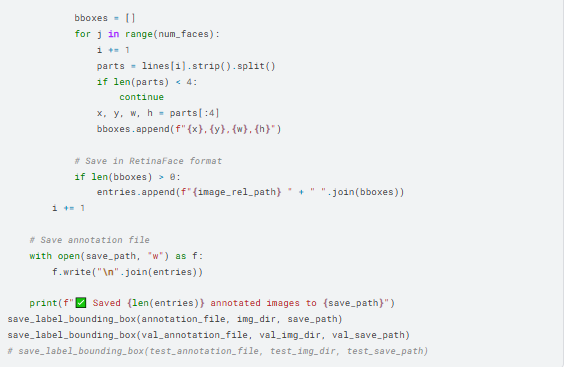 bboxes = []
for j in range(num_faces):
i += 1
parts = lines[i].strip().split()
if len(parts) < 4:
continue
x, y, w, h = parts[:4]
bboxes.append(f"{x},{y},{w},{h}")
# Save in RetinaFace format
if len(bboxes) > 0:
entries.append(f"{image_rel_path} " + " ".join(bboxes))
i += 1
# Save annotation file
with open(save_path, "w") as f:
f.write("\n".join(entries))
print(f"✅ Saved {len(entries)} annotated images to {save_path}")
save_label_bounding_box(annotation_file, img_dir, save_path)
save_label_bounding_box(val_annotation_file, val_img_dir, val_save_path)
# save_label_bounding_box(test_annotation_file, test_img_dir, test_save_path)